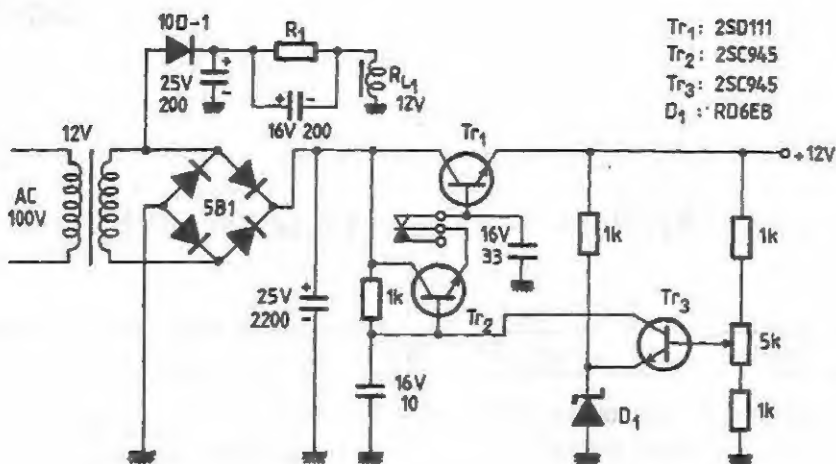 10D-1
R1
25V
200
16V 200
RL1
12V
Tr1: 2SD111
Tr2: 2SC945
Tr3: 2SC945
D1: RD6EB
12V
AC
100V
5B1
Tr1
+12V
16V
33
1k
1k
25V
2200
1k
Tr2
Tr3
5k
16V
10
D1
1k